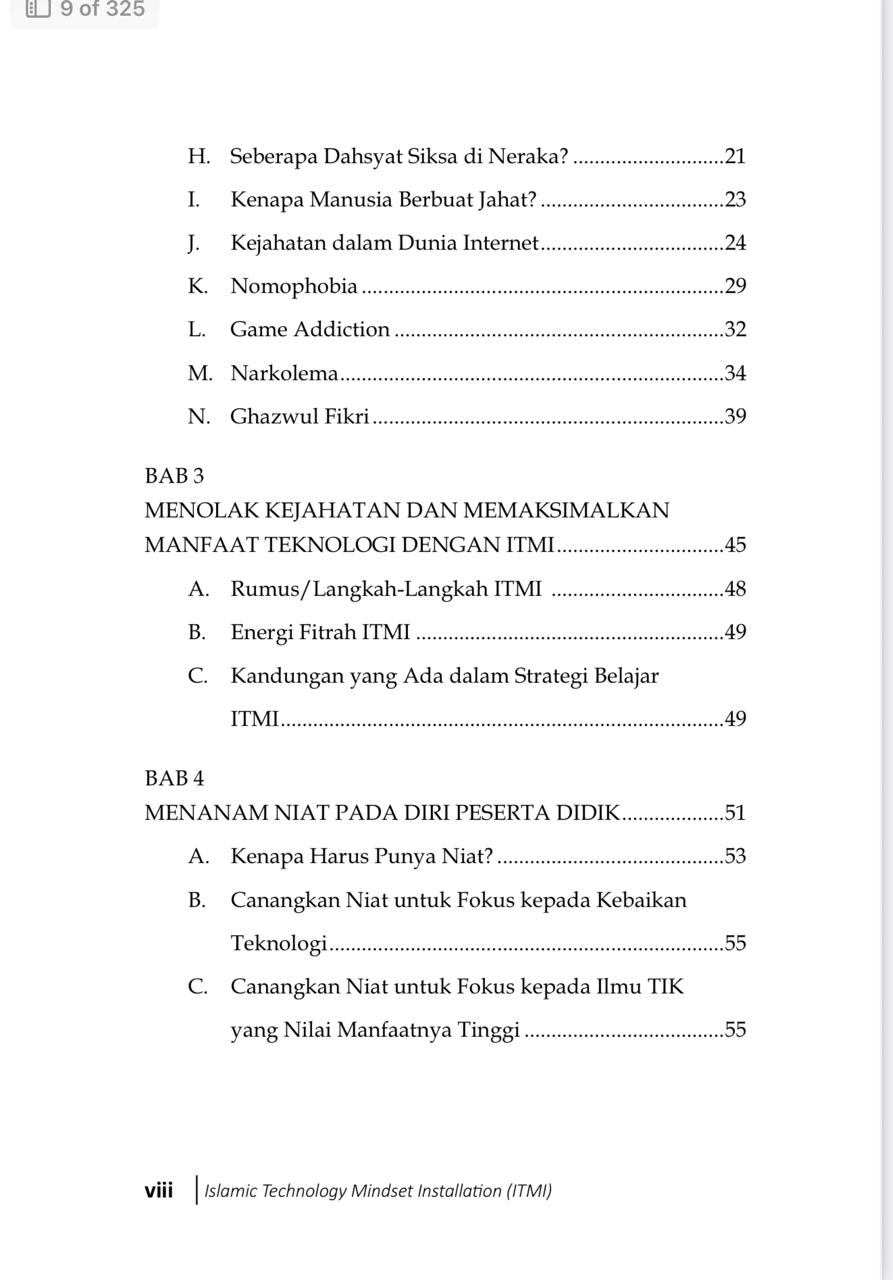 9 of 325
H. Seberapa Dahsyat Siksa di Neraka? ............................21
I. Kenapa Manusia Berbuat Jahat? ..................................23
J. Kejahatan dalam Dunia Internet..................................24
K. Nomophobia ....................................................................29
L. Game Addiction ..............................................................32
M. Narkolema........................................................................34
N. Ghazwul Fikri..................................................................39
BAB 3
MENOLAK KEJAHATAN DAN MEMAKSIMALKAN
MANFAAT TEKNOLOGI DENGAN ITMI...............................45
A. Rumus/Langkah-Langkah ITMI ................................48
B. Energi Fitrah ITMI ..........................................................49
C. Kandungan yang Ada dalam Strategi Belajar
ITMI...................................................................................49
BAB 4
MENANAM NIAT PADA DIRI PESERTA DIDIK...................51
A. Kenapa Harus Punya Niat? ..........................................53
B. Canangkan Niat untuk Fokus kepada Kebaikan
Teknologi..........................................................................55
C. Canangkan Niat untuk Fokus kepada Ilmu TIK
yang Nilai Manfaatnya Tinggi .....................................55
viii Islamic Technology Mindset Installation (ITMI)